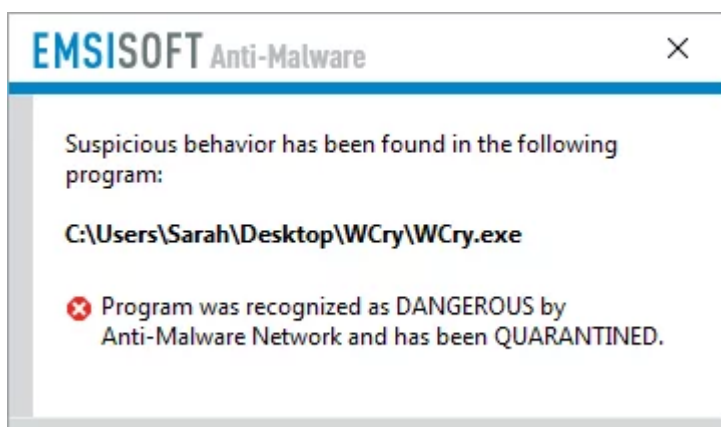 EMSISOFT Anti-Malware
Suspicious behavior has been found in the following
program:
C:\Users\Sarah\Desktop\WCry\WCry.exe
Program was recognized as DANGEROUS by
Anti-Malware Network and has been QUARANTINED.